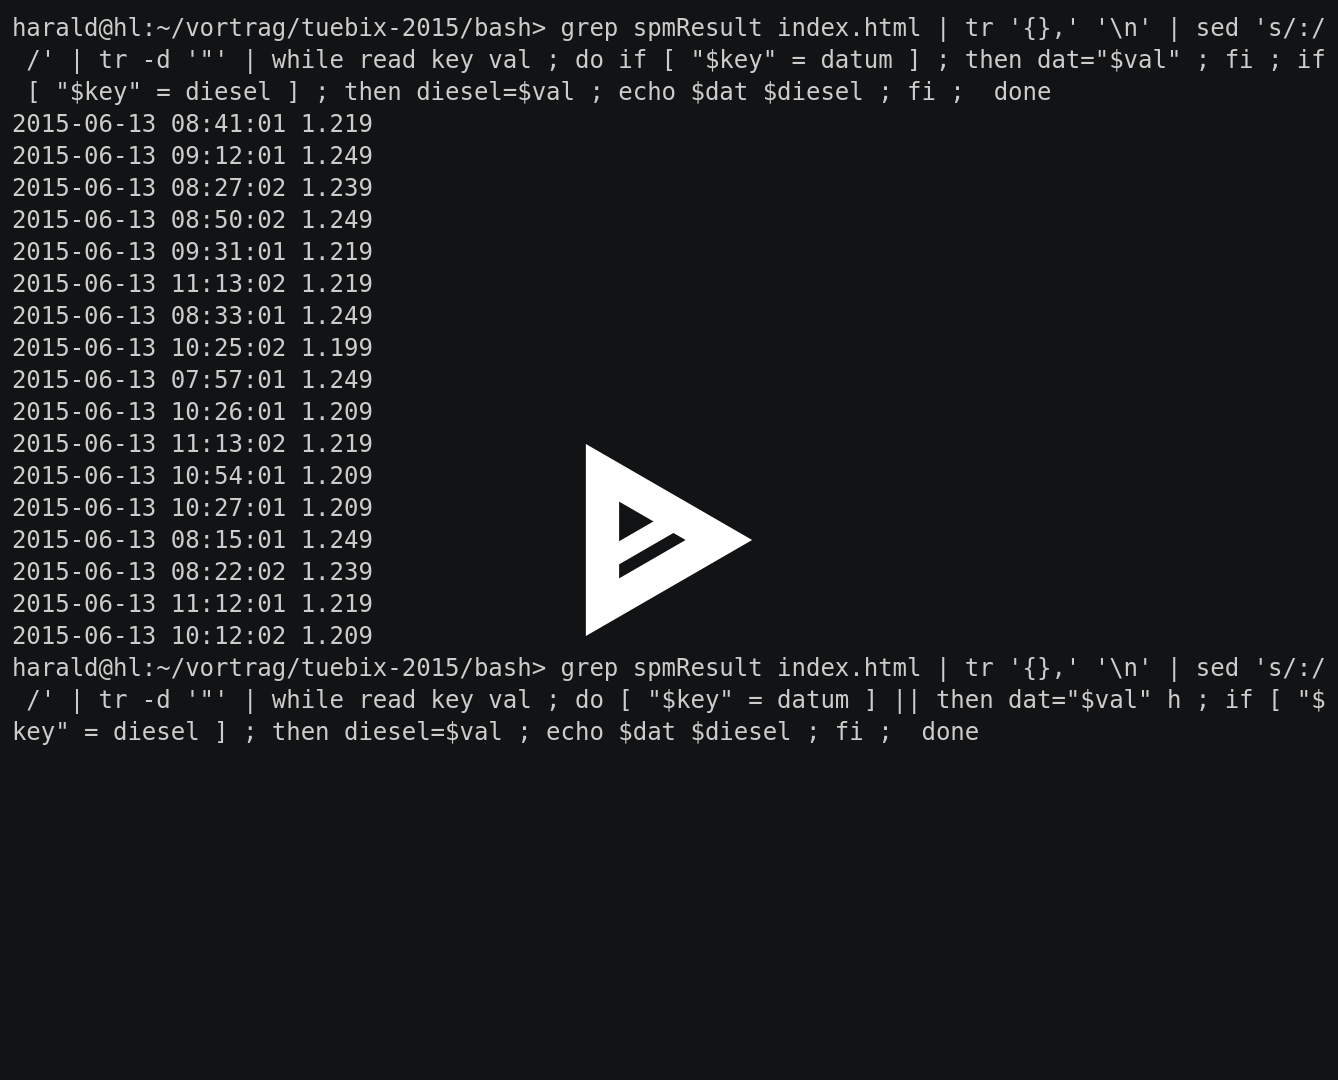 harald@hl:~/vortrag/tuebix-2015/bash> grep spmResult index.html | tr '{},' '\n' | sed 's/:/
 /' | tr -d '"' | while read key val ; do if [ "$key" = datum ] ; then dat="$val" ; fi ; if
 [ "$key" = diesel ] ; then diesel=$val ; echo $dat $diesel ; fi ;  done
2015-06-13 08:41:01 1.219
2015-06-13 09:12:01 1.249
2015-06-13 08:27:02 1.239
2015-06-13 08:50:02 1.249
2015-06-13 09:31:01 1.219
2015-06-13 11:13:02 1.219
2015-06-13 08:33:01 1.249
2015-06-13 10:25:02 1.199
2015-06-13 07:57:01 1.249
2015-06-13 10:26:01 1.209
2015-06-13 11:13:02 1.219
2015-06-13 10:54:01 1.209
2015-06-13 10:27:01 1.209
2015-06-13 08:15:01 1.249
2015-06-13 08:22:02 1.239
2015-06-13 11:12:01 1.219
2015-06-13 10:12:02 1.209
harald@hl:~/vortrag/tuebix-2015/bash> grep spmResult index.html | tr '{},' '\n' | sed 's/:/
 /' | tr -d '"' | while read key val ; do [ "$key" = datum ] || then dat="$val" h ; if [ "$
key" = diesel ] ; then diesel=$val ; echo $dat $diesel ; fi ;  done